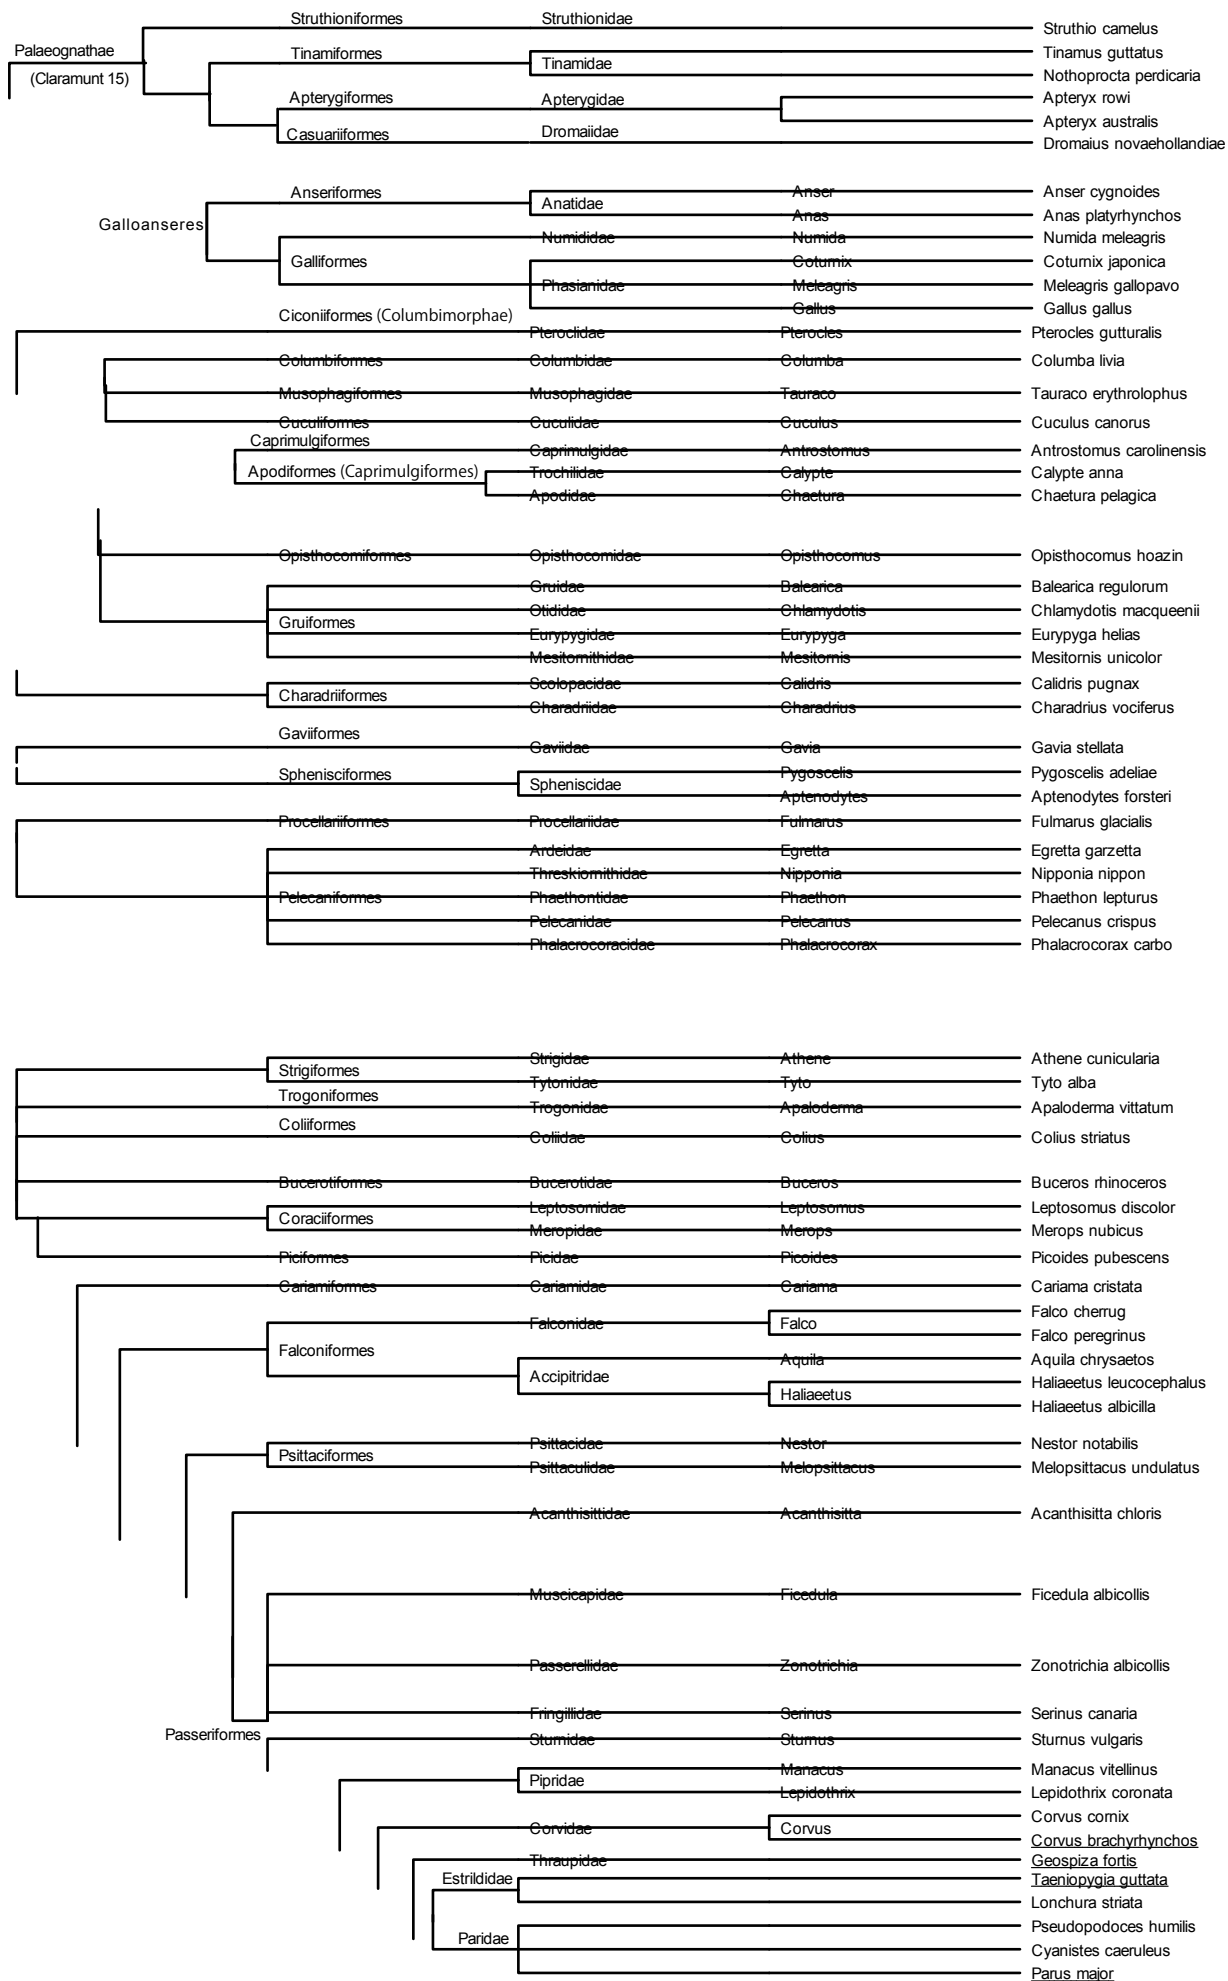 Struthioniformes Struthionidae Struthio camelus
Palaeognathae Tinamiformes Tinamus guttatus
(Claramunt 15) Tinamidae Nothoprocta perdicaria
Apterygiformes Apterygidae Apteryx rowi
Apteryx australis
Casuariiformes Dromaiidae Dromaius novaehollandiae
Anseriformes Anser Anser cygnoides
Anatidae
Galloanseres Anas Anas platyrhynchos
Numididae Numida Numida meleagris
Galliformes Coturnix Coturnix japonica
Phasianidae Meleagris Meleagris gallopavo
Gallus Gallus gallus
Ciconiiformes (Columbimorphae)
Pteroclidae Pterocles Pterocles gutturalis
Columbiformes Columbidae Columba Columba livia
Musophagiformes Musophagidae Tauraco Tauraco erythrolophus
Cuculiformes Cuculidae Cuculus Cuculus canorus
Caprimulgiformes Caprimulgidae Antrostomus Antrostomus carolinensis
Apodiformes (Caprimulgiformes) Trochilidae Calypte Calypte anna
Apodidae Chaetura Chaetura pelagica
Opisthocomiformes Opisthocomidae Opisthocomus Opisthocomus hoazin
Gruidae Balearica Balearica regulorum
Otididae Chlamydotis Chlamydotis macqueenii
Gruiformes
Eurypygidae Eurypyga Eurypyga helias
Mesitornithidae Mesitornis Mesitornis unicolor
Scolopacidae Calidris Calidris pugnax
Charadriiformes
Charadriidae Charadrius Charadrius vociferus
Gaviiformes
Gaviidae Gavia Gavia stellata
Sphenisciformes Pygoscelis Pygoscelis adeliae
Spheniscidae
Aptenodytes Aptenodytes forsteri
Procellariiformes Procellariidae Fulmarus Fulmarus glacialis
Ardeidae Egretta Egretta garzetta
Threskiornithidae Nipponia Nipponia nippon
Pelecaniformes Phaethontidae Phaethon Phaethon lepturus
Pelecanidae Pelecanus Pelecanus crispus
Phalacrocoracidae Phalacrocorax Phalacrocorax carbo
Strigidae Athene Athene cunicularia
Strigiformes
Tytonidae Tyto Tyto alba
Trogoniformes
Trogonidae Apaloderma Apaloderma vittatum
Coliiformes
Coliidae Colius Colius striatus
Bucerotiformes Bucerotidae Buceros Buceros rhinoceros
Leptosomidae Leptosomus Leptosomus discolor
Coraciiformes
Meropidae Merops Merops nubicus
Piciformes Picidae Picoides Picoides pubescens
Cariamiformes Cariamidae Cariama Cariama cristata
Falco cherrug
Falconidae Falco
Falco peregrinus
Falconiformes
Aquila Aquila chrysaetos
Accipitridae
Haliaeetus leucocephalus
Haliaeetus
Haliaeetus albicilla
Psittacidae Nestor Nestor notabilis
Psittaciformes
Psittaculidae Melopsittacus Melopsittacus undulatus
Acanthisittidae Acanthisitta Acanthisitta chloris
Muscicapidae Ficedula Ficedula albicollis
Passerellidae Zonotrichia Zonotrichia albicollis
Fringillidae Serinus Serinus canaria
Passeriformes
Sturnidae Sturnus Sturnus vulgaris
Manacus Manacus vitellinus
Pipridae
Lepidothrix Lepidothrix coronata
Corvus cornix
Corvidae Corvus
Corvus brachyrhynchos
Thraupidae Geospiza fortis
Estrildidae Taeniopygia guttata
Lonchura striata
Pseudopodoces humilis
Paridae
Cyanistes caeruleus
Parus major